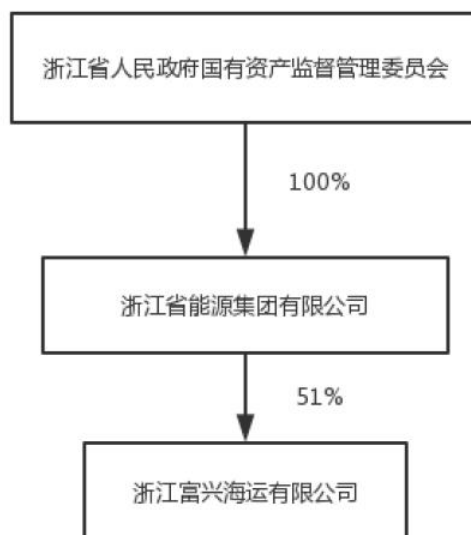 浙江省人民政府国有资产监督管理委员会
100%
浙江省能源集团有限公司
51%
浙江富兴海运有限公司